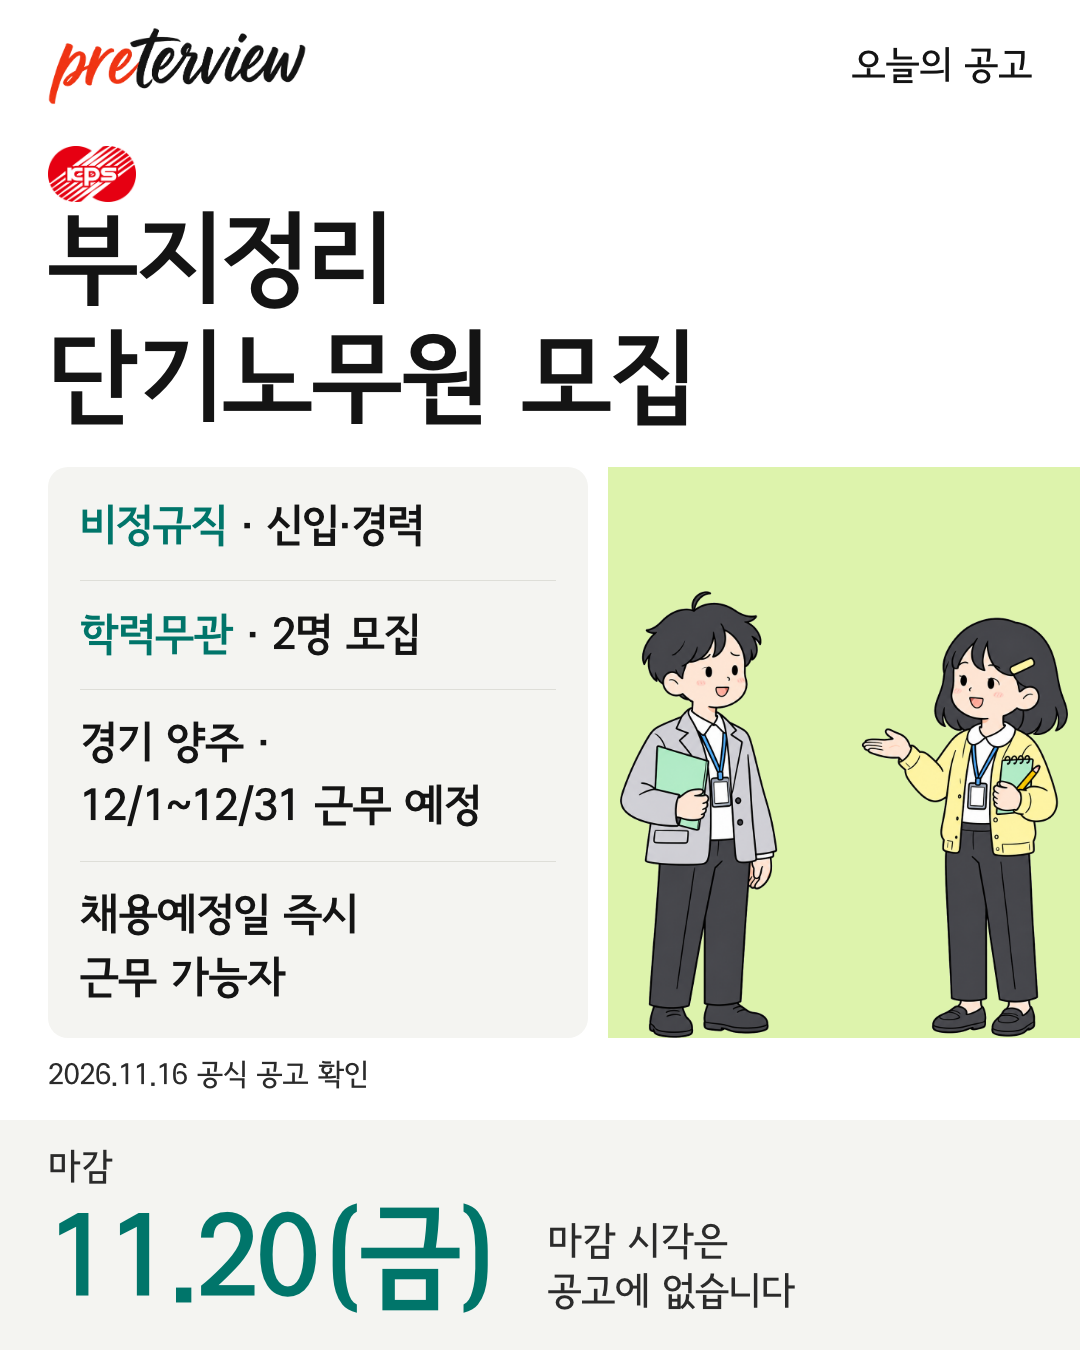 preterview
오늘의 공고
KPS
부지정리
단기노무원 모집
비정규직 · 신입·경력
학력무관 · 2명 모집
경기 양주 ·
12/1~12/31 근무 예정
채용예정일 즉시
근무 가능자
2026.11.16 공식 공고 확인
마감
11.20(금)
마감 시각은
공고에 없습니다